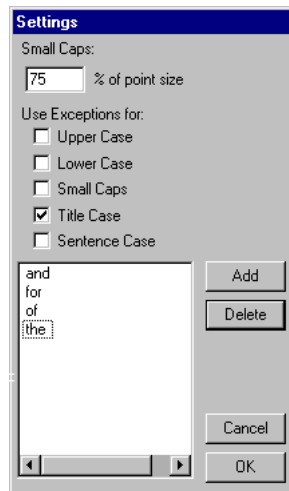 Settings
Small Caps:
75 % of point size
Use Exceptions for:
Upper Case
Lower Case
Small Caps
Title Case
Sentence Case
and
for
of
the
Add
Delete
Cancel
OK